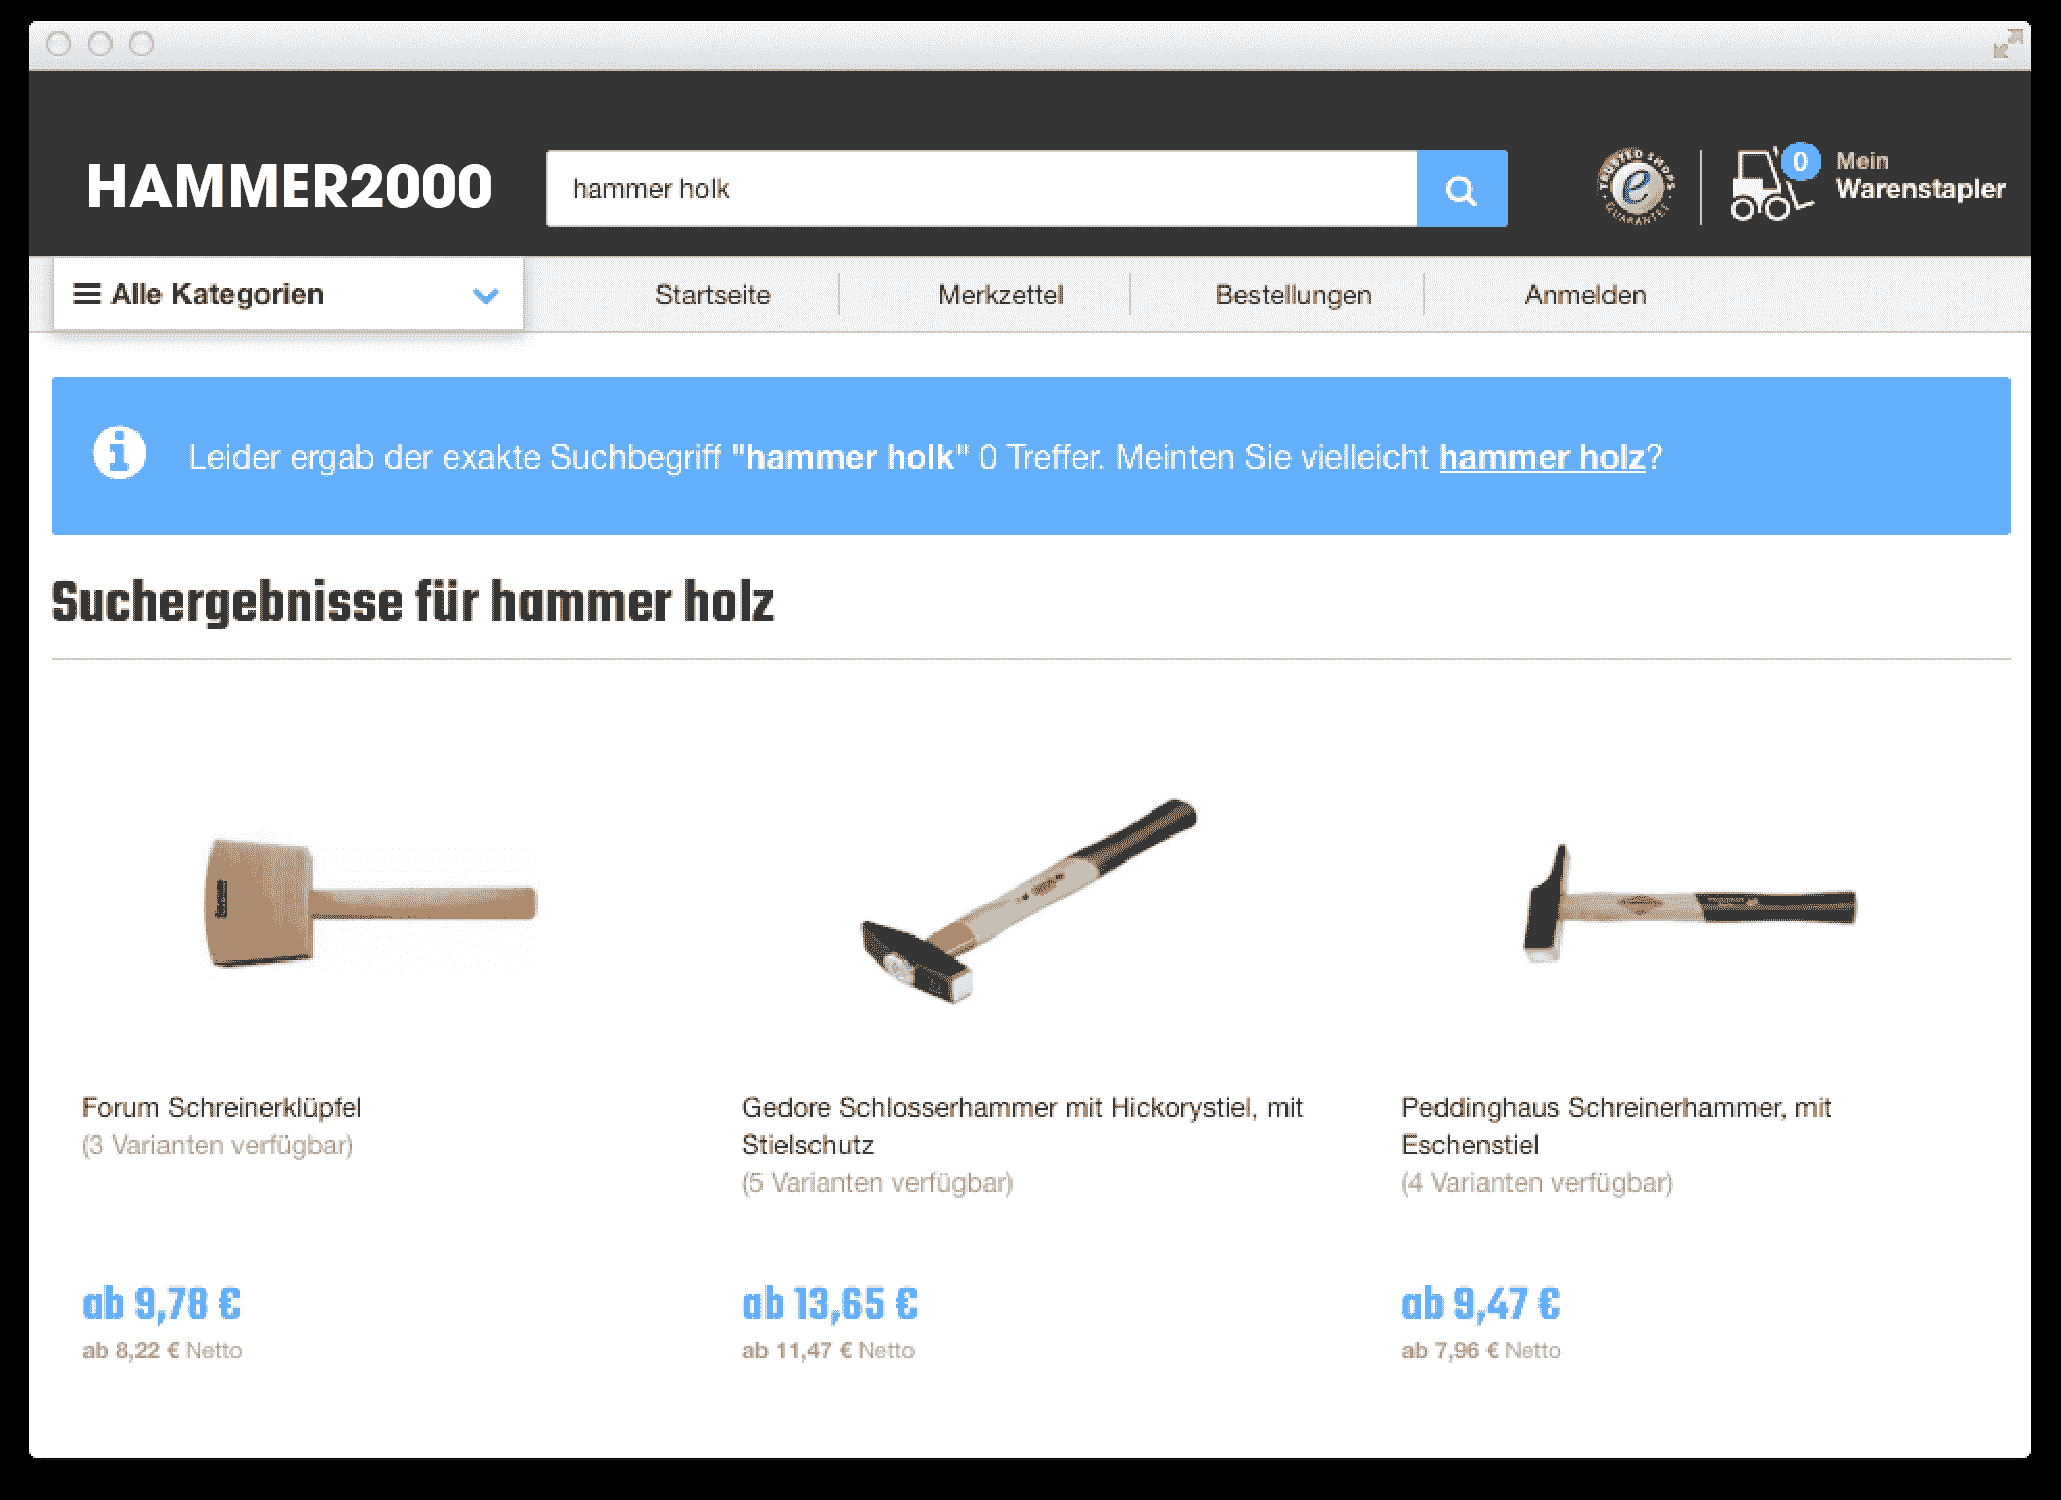 HAMMER2000
hammer holk
TRUSTED SHOPS
e
GUARANTEE
0
Mein
Warenstapler
Alle Kategorien
Startseite
Merkzettel
Bestellungen
Anmelden
Leider ergab der exakte Suchbegriff "hammer holk" 0 Treffer. Meinten Sie vielleicht hammer holz?
Suchergebnisse für hammer holz
Forum Schreinerklüpfel
(3 Varianten verfügbar)
ab 9,78 €
ab 8,22 € Netto
Gedore Schlosserhammer mit Hickorystiel, mit
Stielschutz
(5 Varianten verfügbar)
ab 13,65 €
ab 11,47 € Netto
Peddinghaus Schreinerhammer, mit
Eschenstiel
(4 Varianten verfügbar)
ab 9,47 €
ab 7,96 € Netto